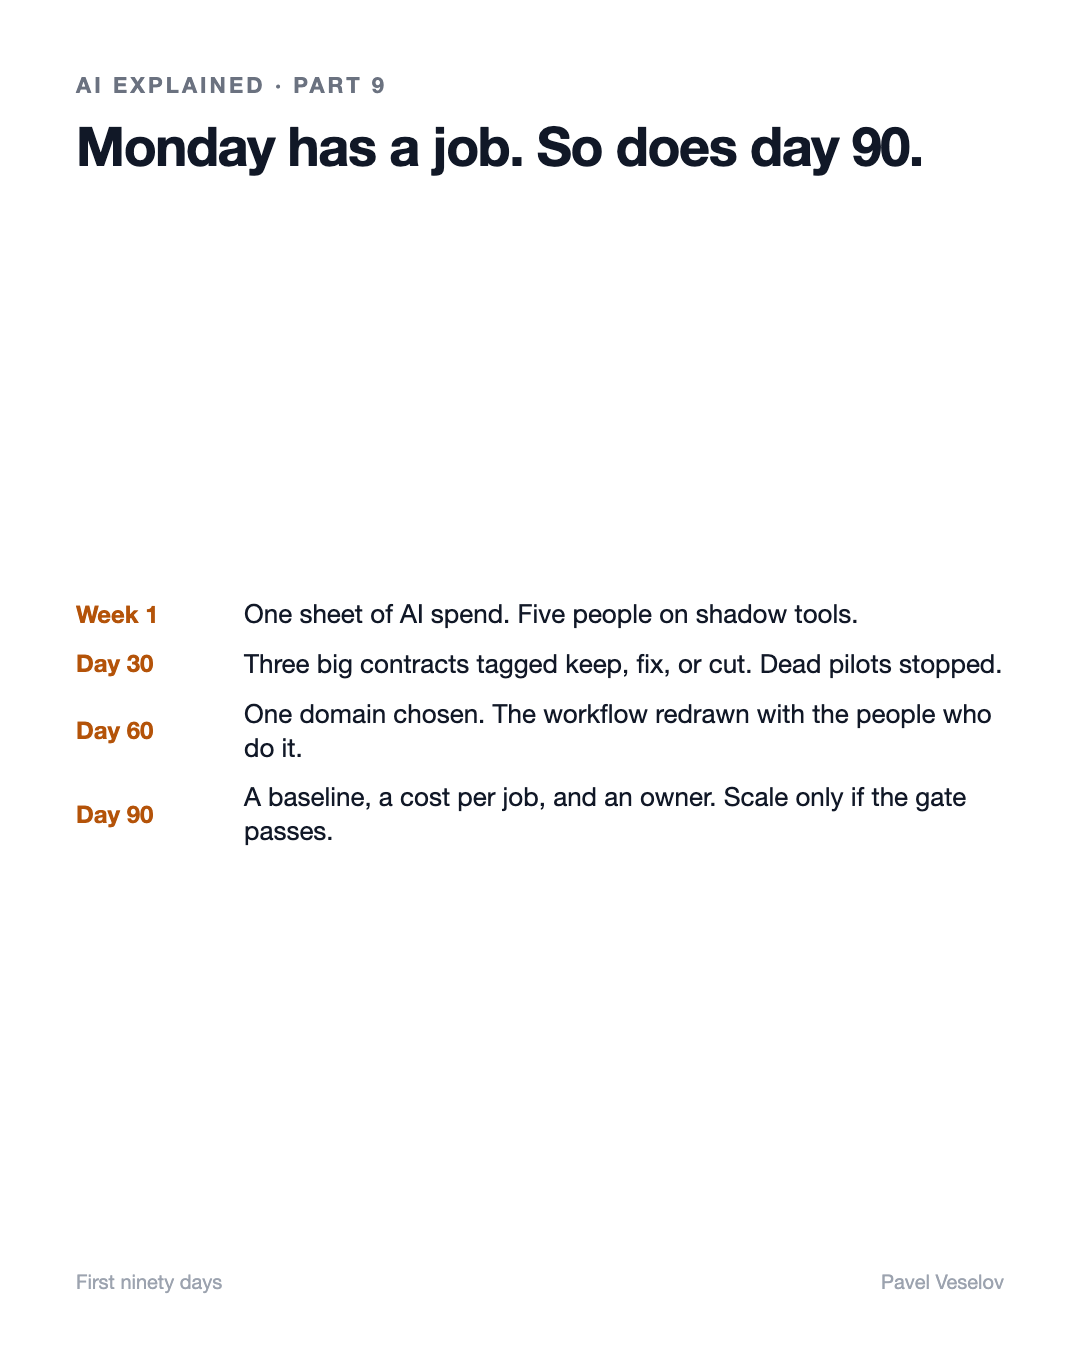 AI EXPLAINED · PART 9
Monday has a job. So does day 90.
Week 1 One sheet of AI spend. Five people on shadow tools.
Day 30 Three big contracts tagged keep, fix, or cut. Dead pilots stopped.
Day 60 One domain chosen. The workflow redrawn with the people who
do it.
Day 90 A baseline, a cost per job, and an owner. Scale only if the gate
passes.
First ninety days Pavel Veselov